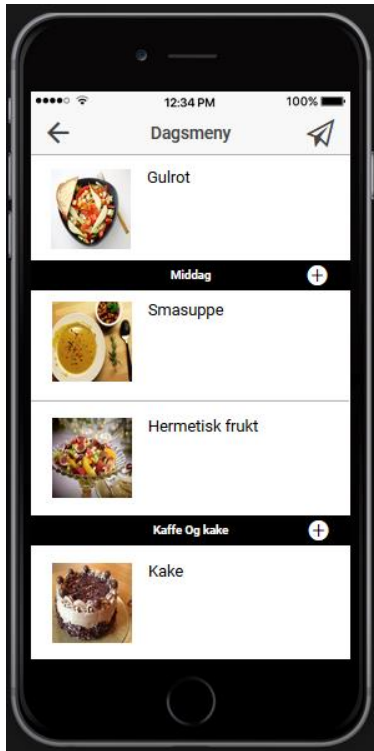 12:34 PM
100%
Dagsmeny
Gulrot
Middag
Smasuppe
Hermetisk frukt
Kaffe Og kake
Kake